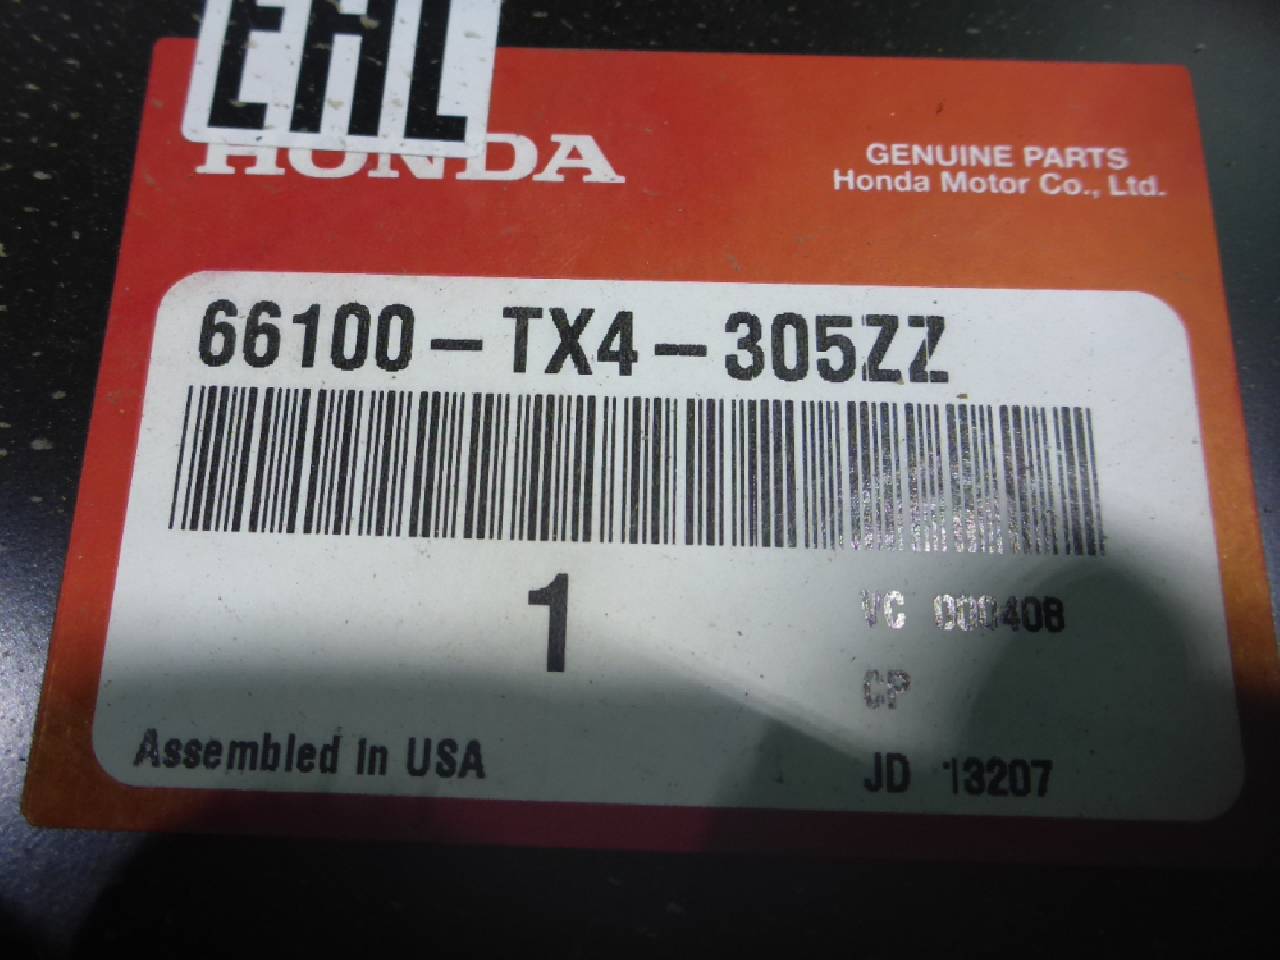 EAC
HONDA
GENUINE PARTS
Honda Motor Co., Ltd.
66100-TX4-305ZZ
1
VC 000408
CP
Assembled In USA
JD 13207